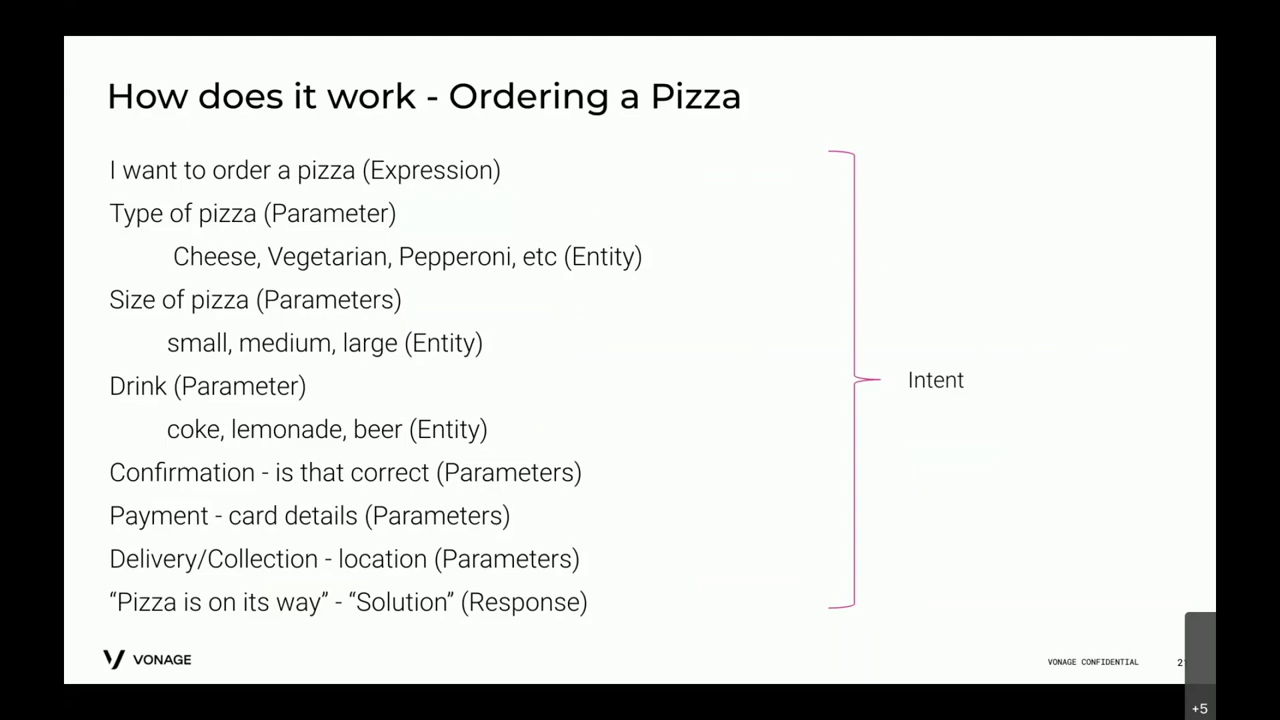 How does it work - Ordering a Pizza
I want to order a pizza (Expression)
Type of pizza (Parameter)
Cheese, Vegetarian, Pepperoni, etc (Entity)
Size of pizza (Parameters)
small, medium, large (Entity)
Drink (Parameter)
coke, lemonade, beer (Entity)
Confirmation - is that correct (Parameters)
Payment - card details (Parameters)
Delivery/Collection - location (Parameters)
“Pizza is on its way” - “Solution” (Response)
Intent
VONAGE
VONAGE CONFIDENTIAL
+5